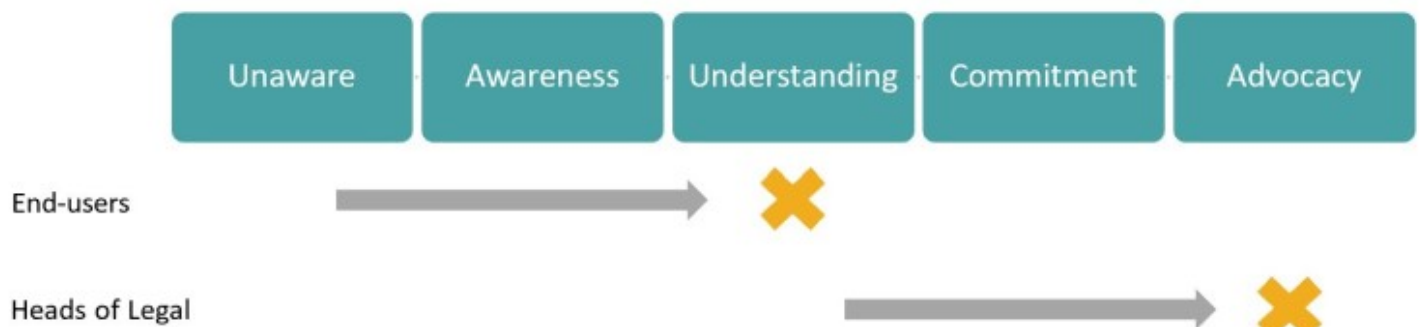 Unaware
Awareness
Understanding
Commitment
Advocacy
End-users
Heads of Legal